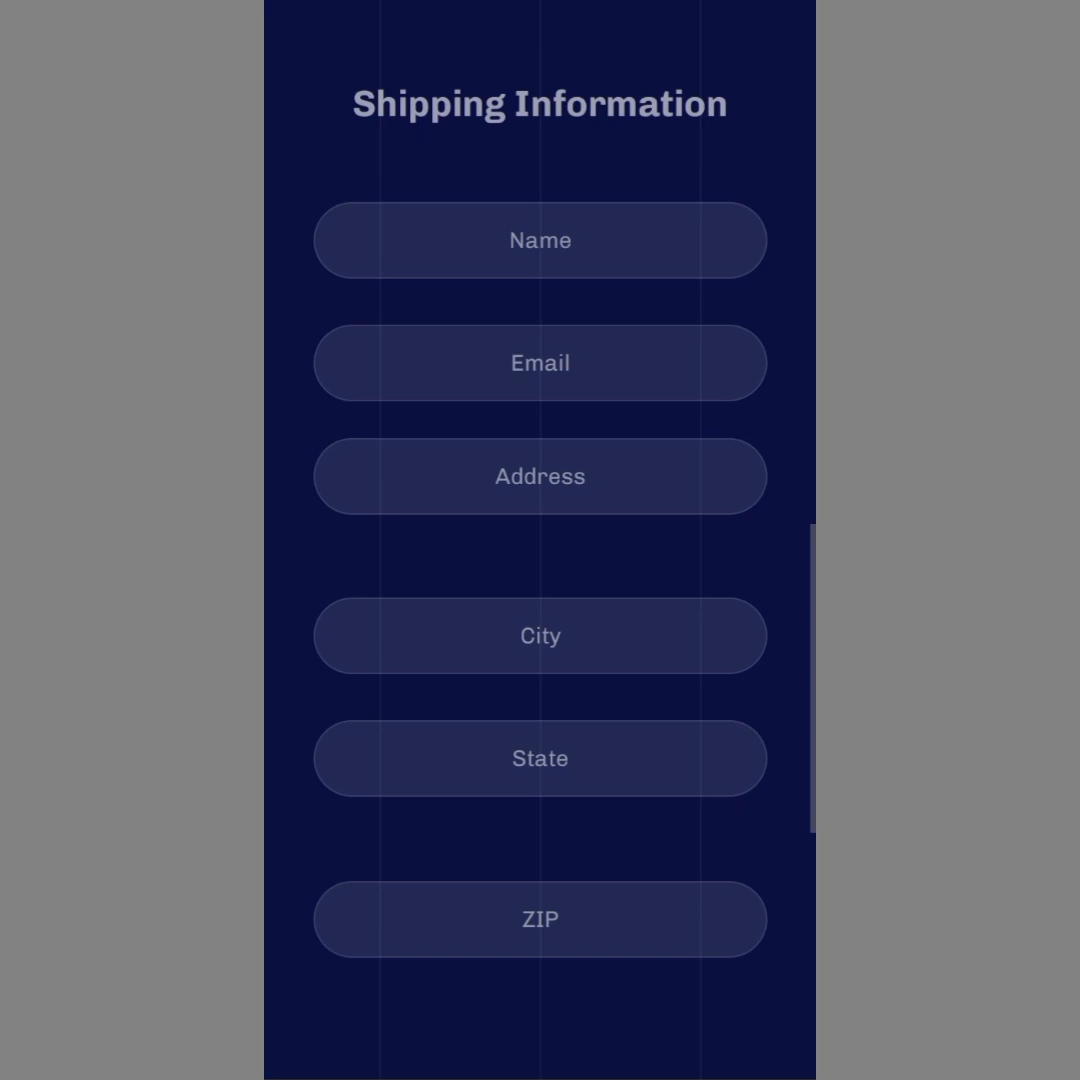 Shipping Information
Name
Email
Address
City
State
ZIP